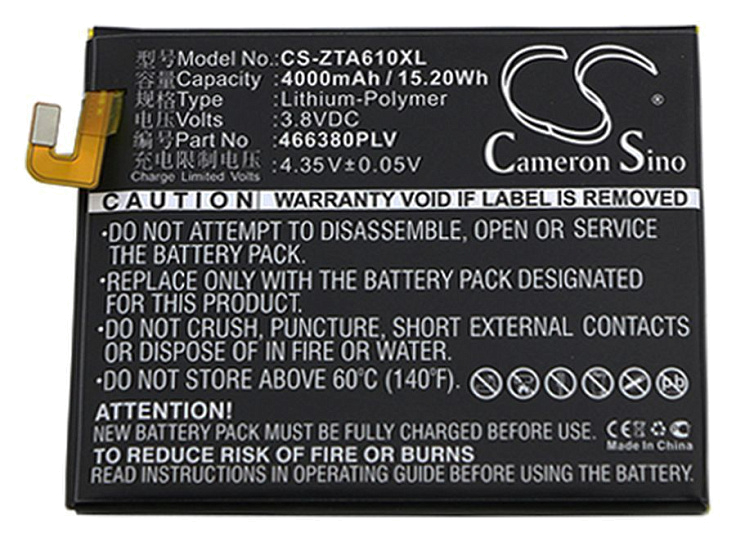 型号Model No.:CS-ZTA610XL
容量Capacity:4000mAh / 15.20Wh
规格Type:Lithium-Polymer
电压Volts:3.8VDC
编号Part No:466380PLV
充电限制电压:4.35V±0.05V
Charge Limited Volts
CS
®
Cameron Sino
CAUTION WARRANTY VOID IF LABEL IS REMOVED
·DO NOT ATTEMPT TO DISASSEMBLE, OPEN OR SERVICE
THE BATTERY PACK.
·REPLACE ONLY WITH THE BATTERY PACK DESIGNATED
FOR THIS PRODUCT.
·DO NOT CRUSH, PUNCTURE, SHORT EXTERNAL CONTACTS
OR DISPOSE OF IN FIRE OR WATER.
·DO NOT STORE ABOVE 60°C (140°F).
Pb
ATTENTION!
NEW BATTERY PACK MUST BE FULLY CHARGED BEFORE USE
TO REDUCE RISK OF FIRE OR BURNS
READ INSTRUCTIONS IN OPERATING MANUAL BEFORE USE
CE
Made In China